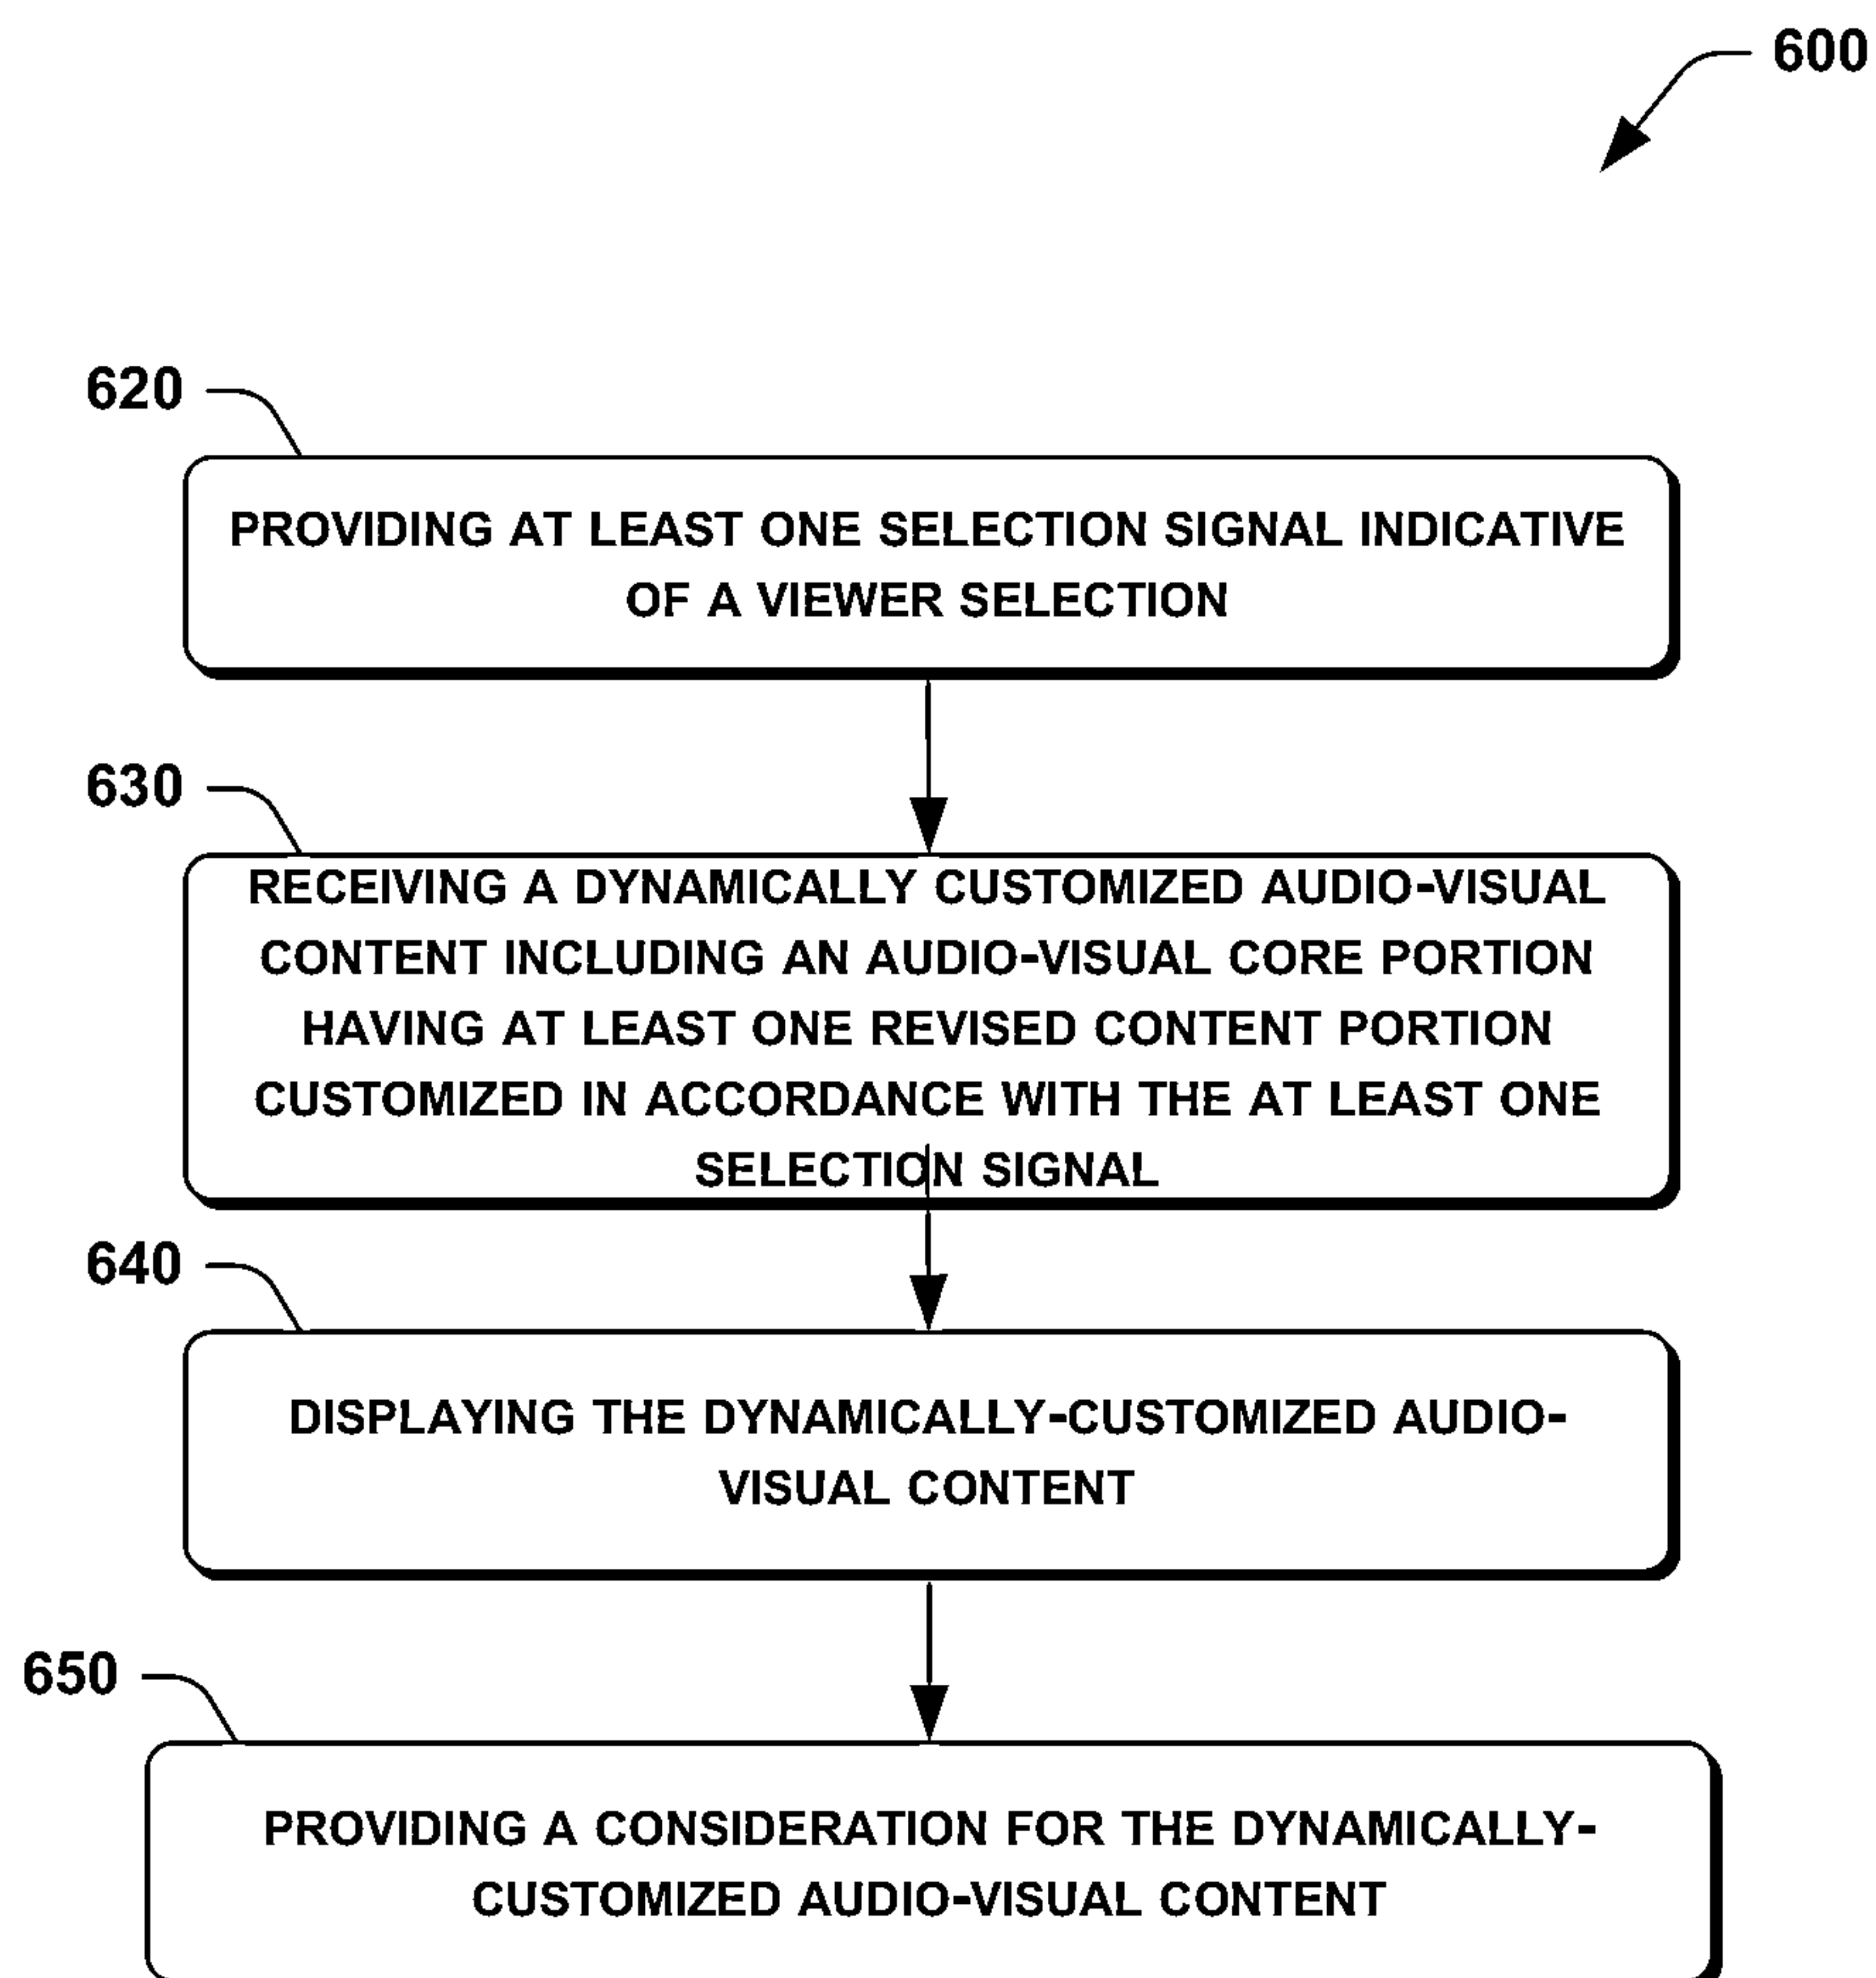 600
620
PROVIDING AT LEAST ONE SELECTION SIGNAL INDICATIVE
OF A VIEWER SELECTION
630
RECEIVING A DYNAMICALLY CUSTOMIZED AUDIO-VISUAL
CONTENT INCLUDING AN AUDIO-VISUAL CORE PORTION
HAVING AT LEAST ONE REVISED CONTENT PORTION
CUSTOMIZED IN ACCORDANCE WITH THE AT LEAST ONE
SELECTION SIGNAL
640
DISPLAYING THE DYNAMICALLY-CUSTOMIZED AUDIO-
VISUAL CONTENT
650
PROVIDING A CONSIDERATION FOR THE DYNAMICALLY-
CUSTOMIZED AUDIO-VISUAL CONTENT